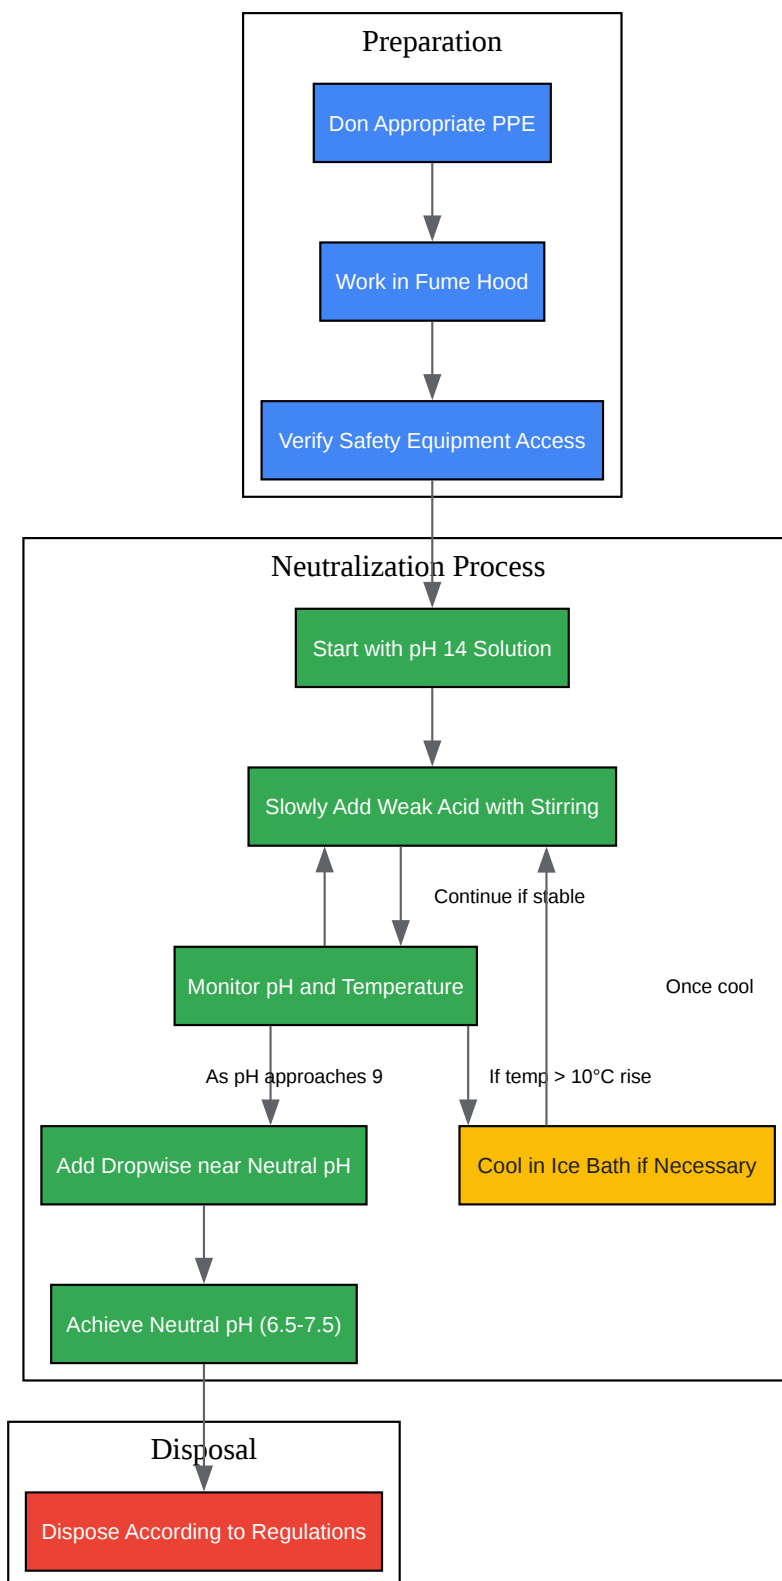 Preparation
Don Appropriate PPE
Work in Fume Hood
Verify Safety Equipment Access
Neutralization Process
Start with pH 14 Solution
Slowly Add Weak Acid with Stirring
Continue if stable
Monitor pH and Temperature
Once cool
As pH approaches 9
If temp > 10°C rise
Add Dropwise near Neutral pH
Cool in Ice Bath if Necessary
Achieve Neutral pH (6.5-7.5)
Disposal
Dispose According to Regulations